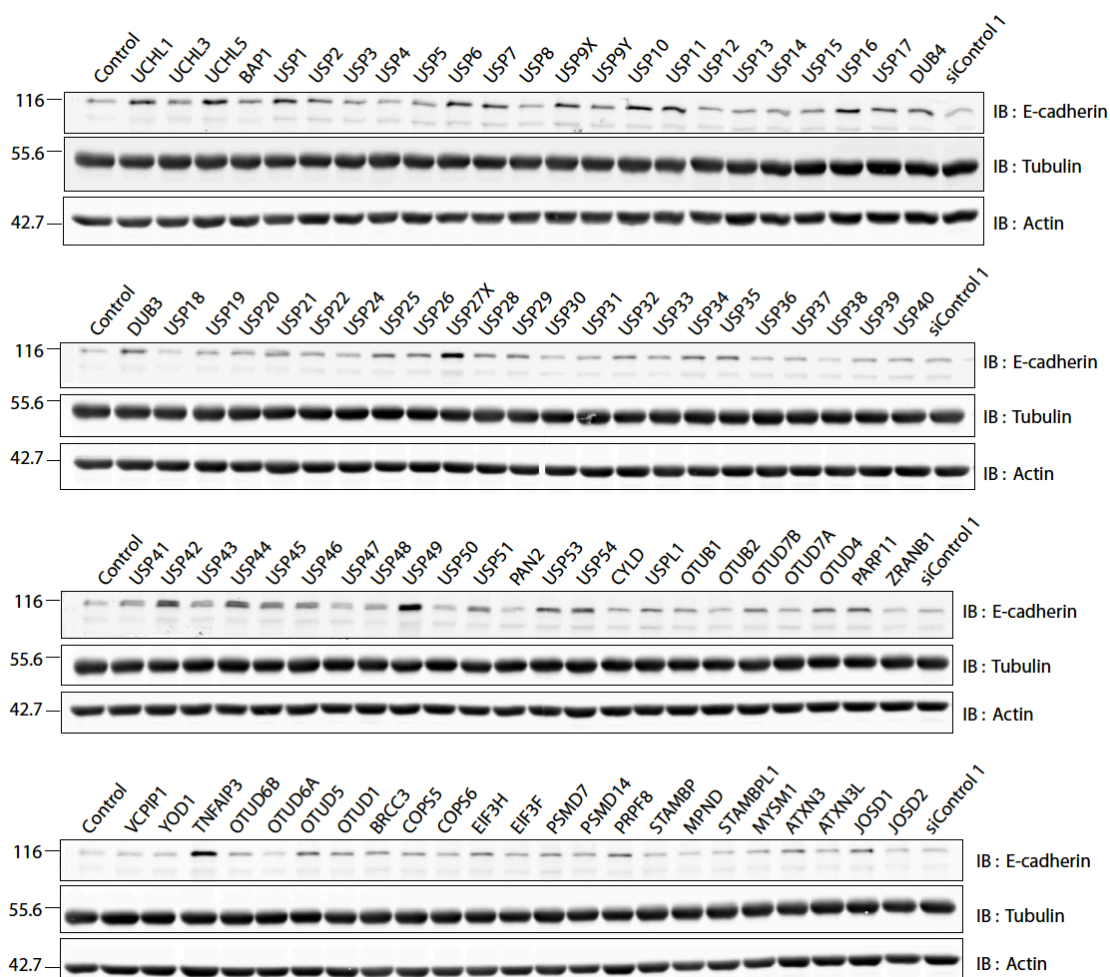 Control UCHL1 UCHL3 UCHL5 BAP1 USP1 USP2 USP3 USP4 USP5 USP6 USP7 USP8 USP9X USP9Y USP10 USP11 USP12 USP13 USP14 USP15 USP16 USP17 DUB4 siControl 1
116 IB : E-cadherin
55.6 IB : Tubulin
42.7 IB : Actin
Control DUB3 USP18 USP19 USP20 USP21 USP22 USP24 USP25 USP26 USP27X USP28 USP29 USP30 USP31 USP32 USP33 USP34 USP35 USP36 USP37 USP38 USP39 USP40 siControl 1
116 IB : E-cadherin
55.6 IB : Tubulin
42.7 IB : Actin
Control USP41 USP42 USP43 USP44 USP45 USP46 USP47 USP48 USP49 USP50 USP51 PAN2 USP53 USP54 CYLD USPL1 OTUB1 OTUB2 OTUD7B OTUD7A OTUD4 PARP11 ZRANB1 siControl 1
116 IB : E-cadherin
55.6 IB : Tubulin
42.7 IB : Actin
Control VCPIP1 YOD1 TNFAIP3 OTUD6B OTUD6A OTUD5 OTUD1 BRCC3 COPS5 COPS6 EIF3H EIF3F PSMD7 PSMD14 PRPF8 STAMBP MPND STAMBPL1 MYSM1 ATXN3 ATXN3L JOSD1 JOSD2 siControl 1
116 IB : E-cadherin
55.6 IB : Tubulin
42.7 IB : Actin